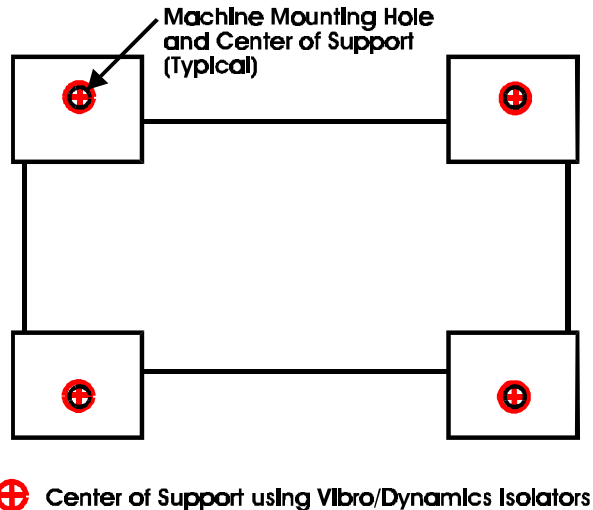 Machine Mounting Hole
and Center of Support
(Typical)
Center of Support using Vibro/Dynamics Isolators